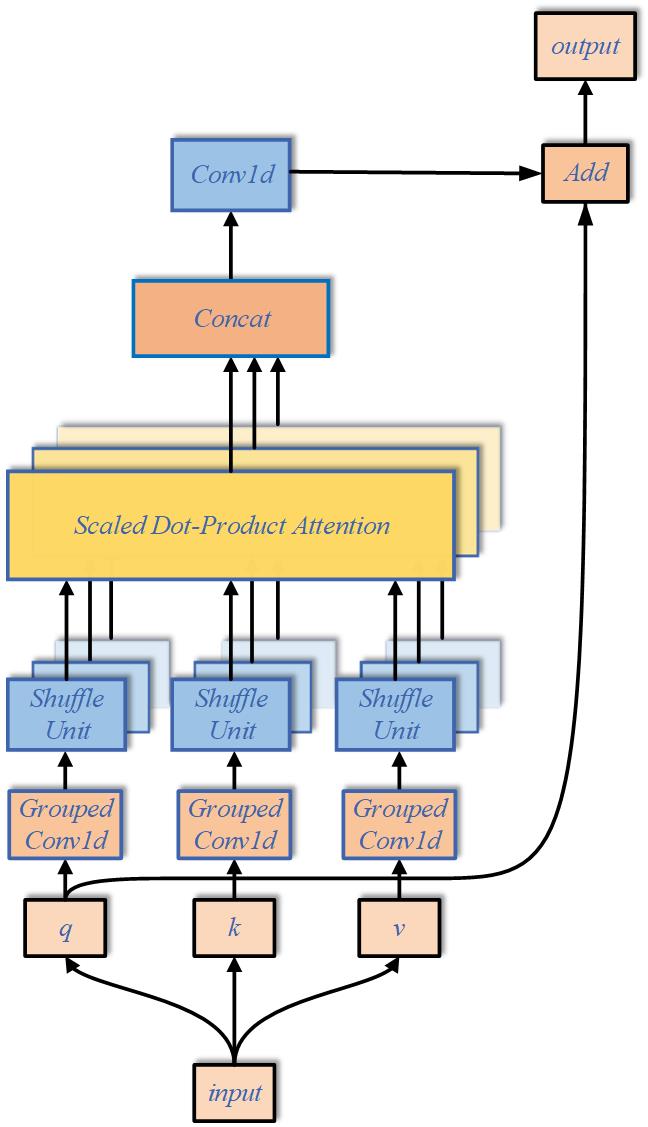 output
Conv1d
Add
Concat
Scaled Dot-Product Attention
Shuffle
Unit
Shuffle
Unit
Shuffle
Unit
Grouped
Conv1d
Grouped
Conv1d
Grouped
Conv1d
q
k
v
input